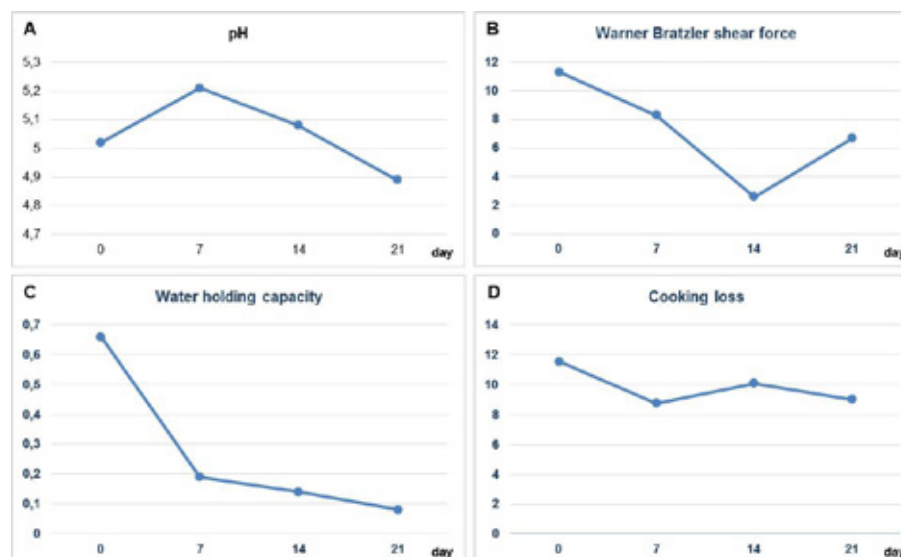 A
pH
5,3
5,2
5,1
5
4,9
4,8
4,7
0 7 14 21 day
B
Warner Bratzler shear force
12
10
8
6
4
2
0
0 7 14 21 day
C
Water holding capacity
0,7
0,6
0,5
0,4
0,3
0,2
0,1
0
0 7 14 21 day
D
Cooking loss
14
12
10
8
6
4
2
0
0 7 14 21 day